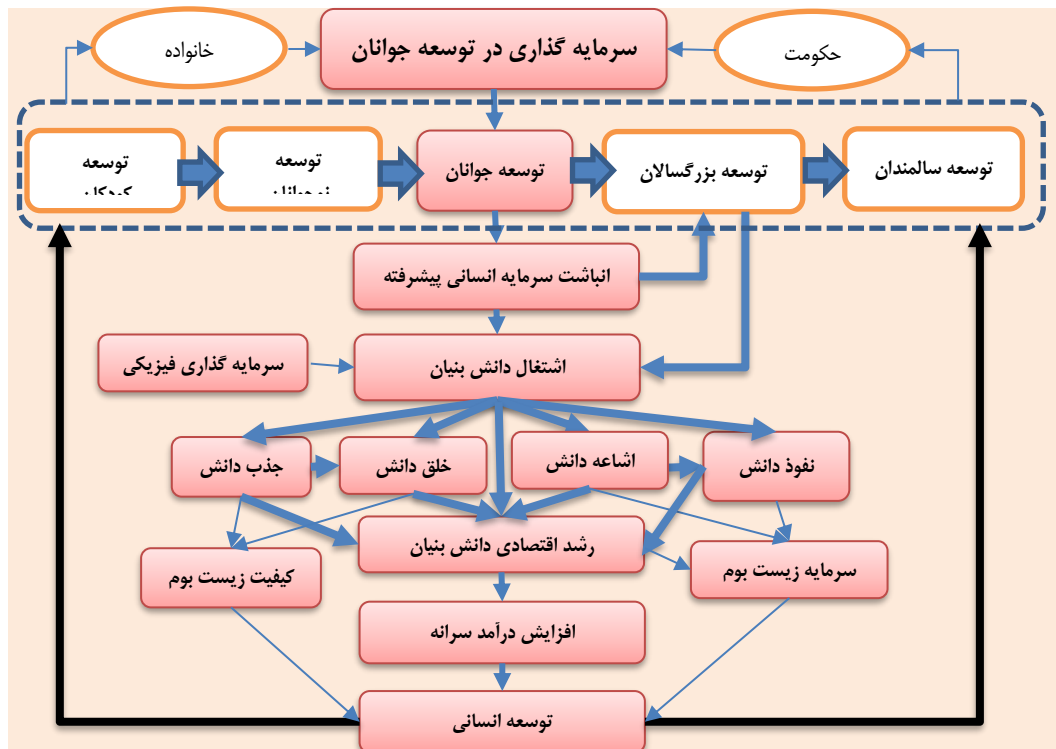 خانواده
سرمایه گذاری در توسعه جوانان
حکومت
توسعه
توسعه
توسعه جوانان
توسعه بزرگسالان
توسعه سالمندان
انباشت سرمایه انسانی پیشرفته
سرمایه گذاری فیزیکی
اشتغال دانش بنیان
جذب دانش
خلق دانش
اشاعه دانش
نفوذ دانش
رشد اقتصادی دانش بنیان
کیفیت زیست بوم
سرمایه زیست بوم
افزایش درآمد سرانه
توسعه انسانی